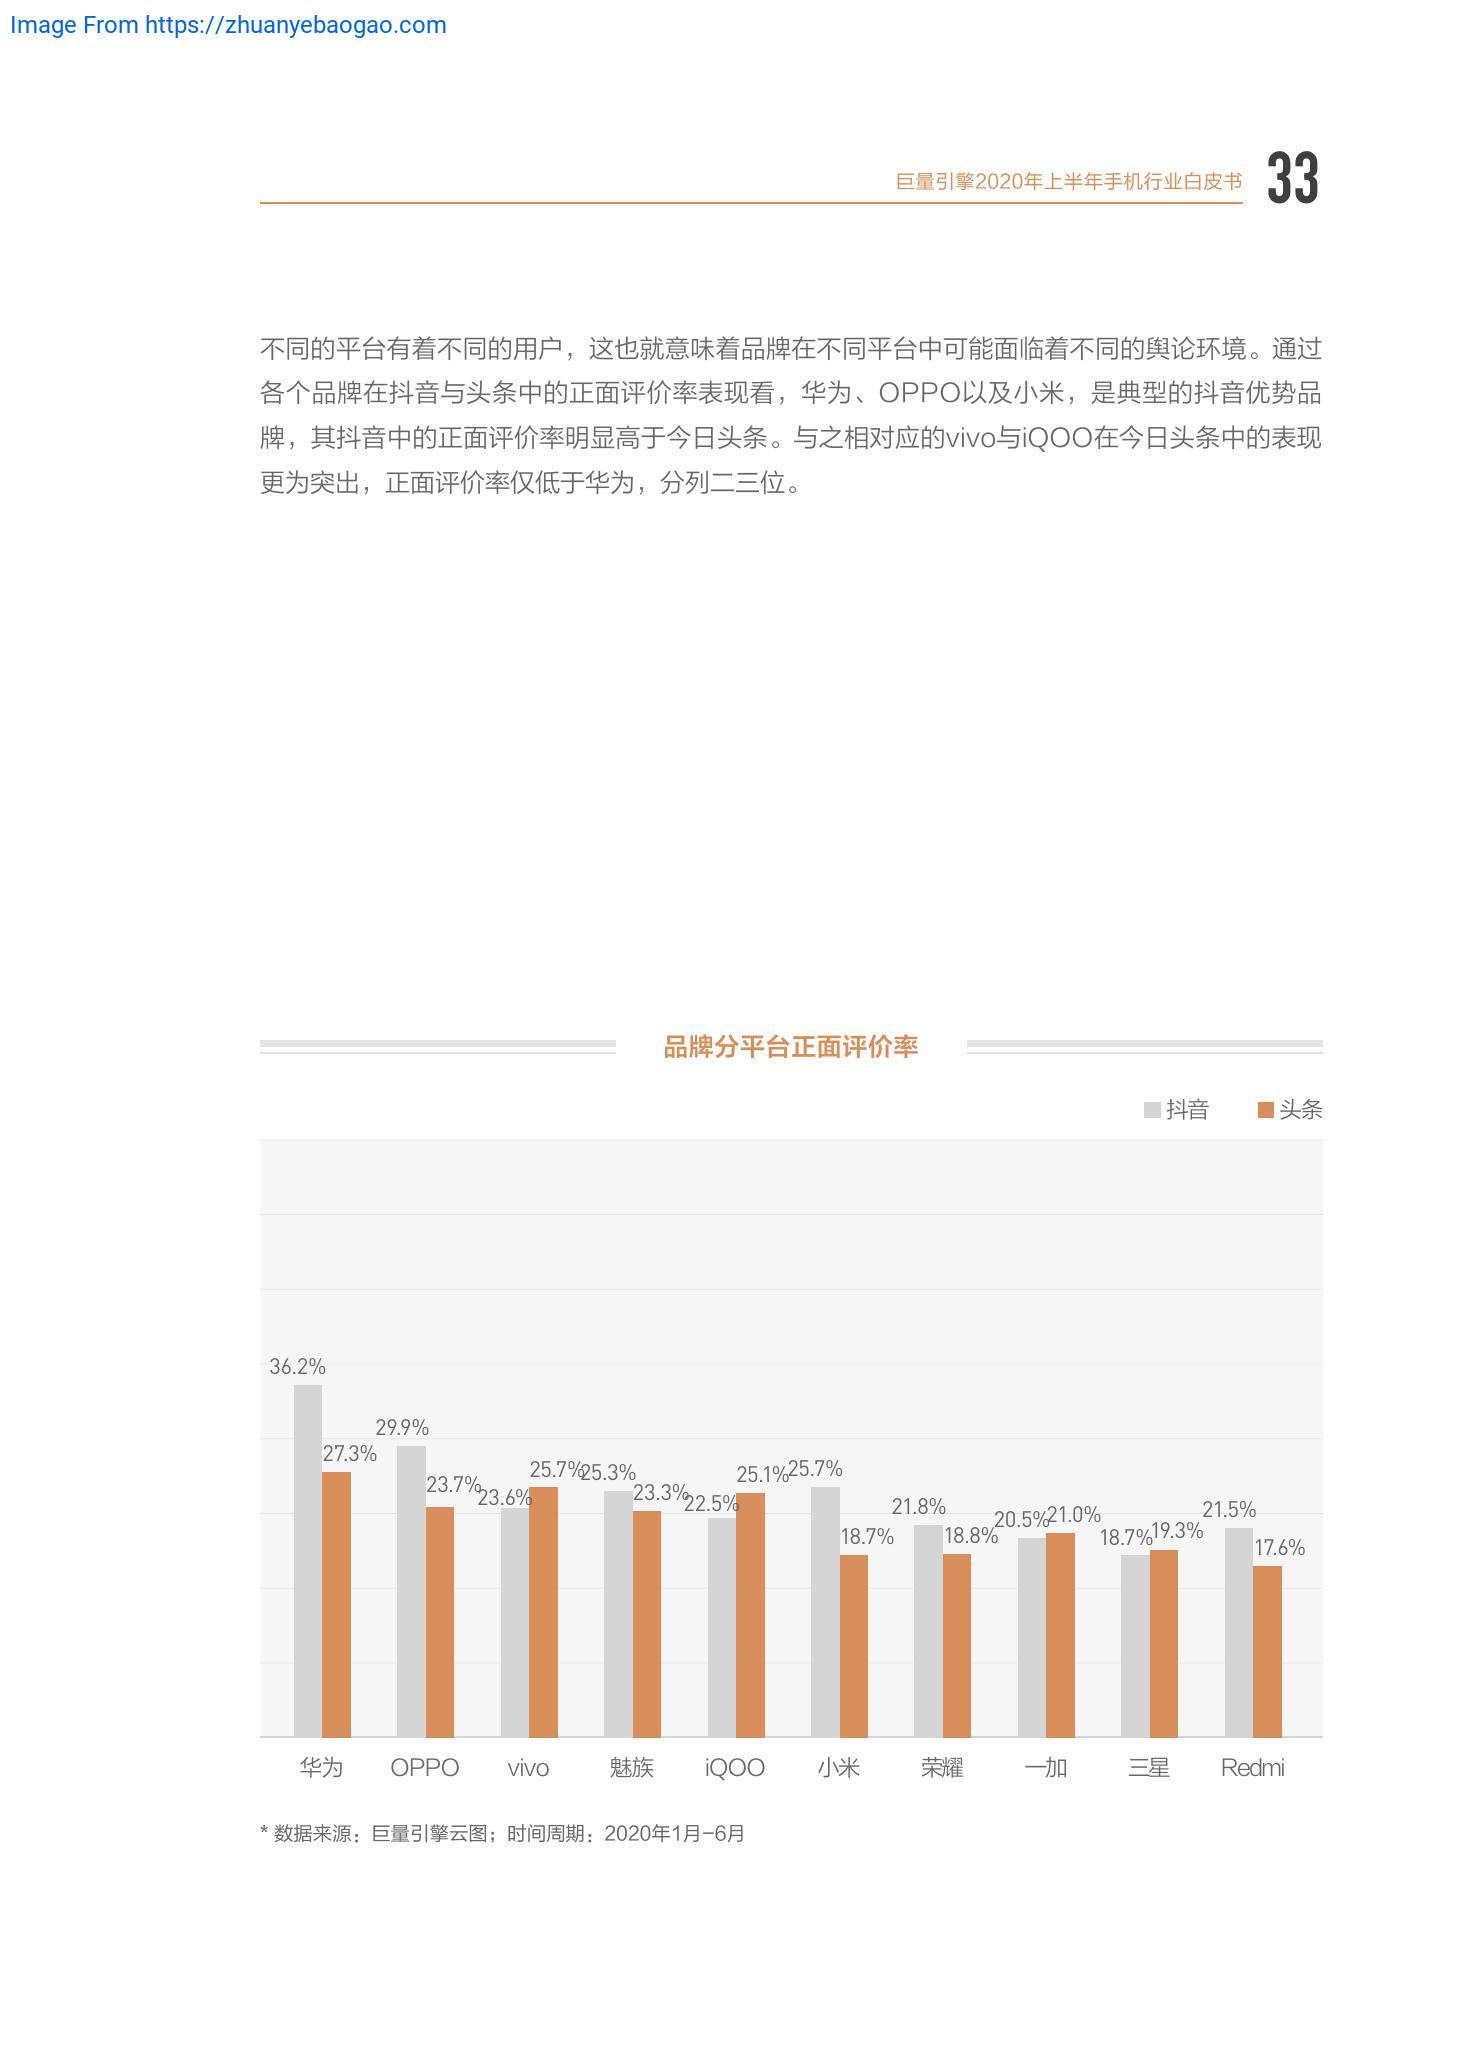 Image From https://zhuanyebaogao.com
巨量引擎2020年上半年手机行业白皮书 33
不同的平台有着不同的用户，这也就意味着品牌在不同平台中可能面临着不同的舆论环境。通过
各个品牌在抖音与头条中的正面评价率表现看，华为、OPPO以及小米，是典型的抖音优势品
牌，其抖音中的正面评价率明显高于今日头条。与之相对应的vivo与iQOO在今日头条中的表现
更为突出，正面评价率仅低于华为，分列二三位。
品牌分平台正面评价率
抖音 头条
36.2% 27.3% 29.9% 23.7% 23.6% 25.7% 25.3% 23.3% 22.5% 25.1% 25.7% 18.7% 21.8% 18.8% 20.5% 21.0% 18.7% 19.3% 21.5% 17.6%
华为 OPPO vivo 魅族 iQOO 小米 荣耀 一加 三星 Redmi
* 数据来源：巨量引擎云图；时间周期：2020年1月-6月